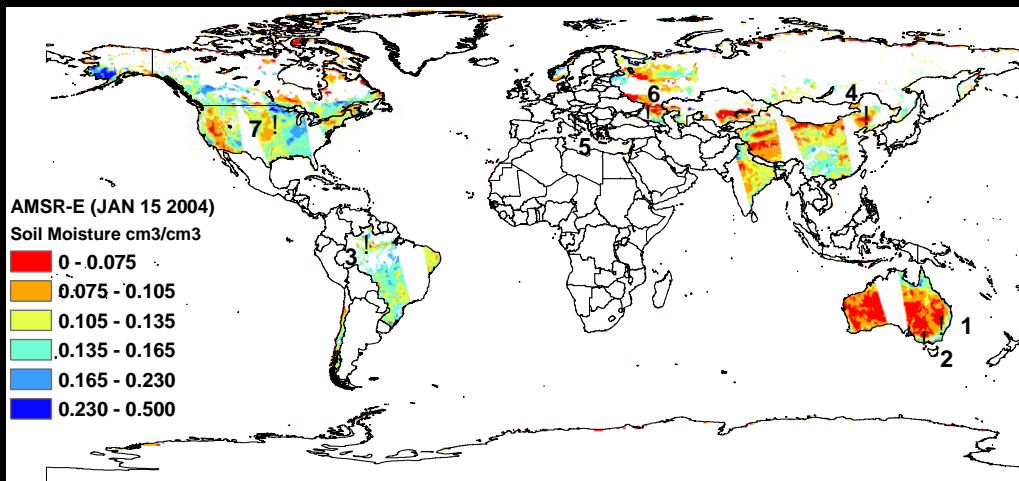 4
6
7
5
AMSR-E (JAN 15 2004)
Soil Moisture cm3/cm3
0 - 0.075
0.075 - 0.105
0.105 - 0.135
0.135 - 0.165
0.165 - 0.230
0.230 - 0.500
3
1
2